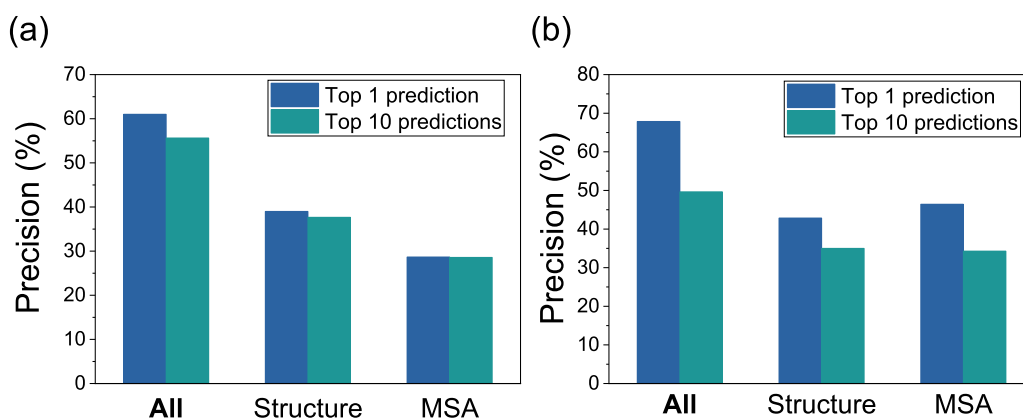 (a)
Precision (%)
70
60
50
40
30
20
10
0
Top 1 prediction
Top 10 predictions
All
Structure
MSA
(b)
Precision (%)
80
70
60
50
40
30
20
10
0
Top 1 prediction
Top 10 predictions
All
Structure
MSA